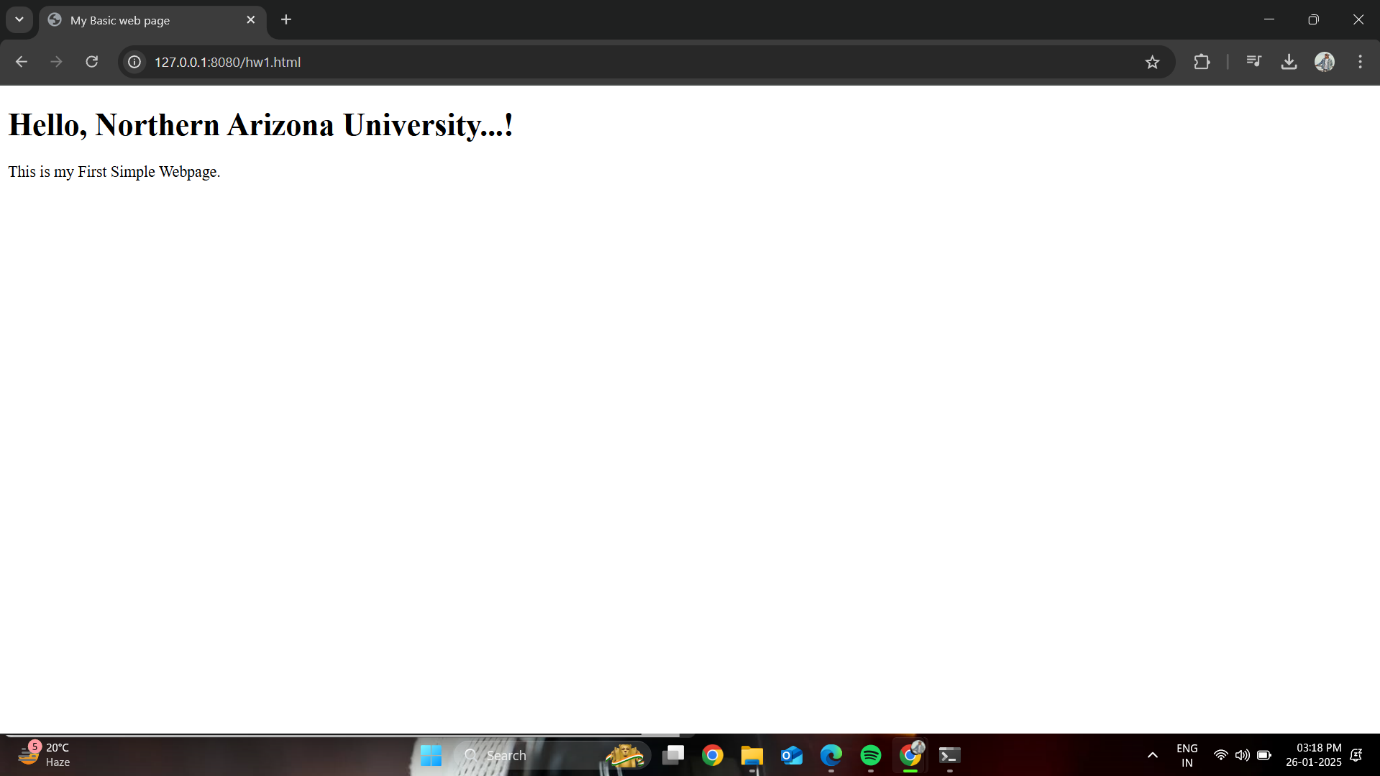 My Basic web page
127.0.0.1:8080/hw1.html
Hello, Northern Arizona University...!
This is my First Simple Webpage.
5
20°C
Haze
Search
ENG
IN
03:18 PM
26-01-2025